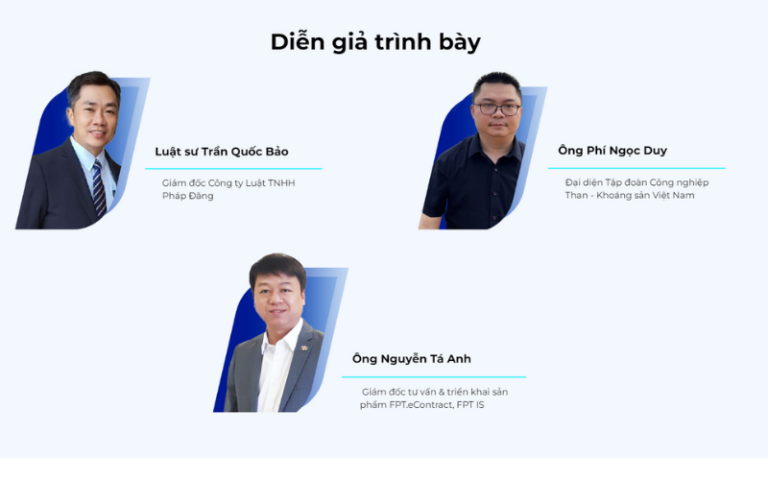 Diễn giả trình bày
Luật sư Trần Quốc Bảo
Giám đốc Công ty Luật TNHH
Pháp Đăng
Ông Phí Ngọc Duy
Đại diện Tập đoàn Công nghiệp
Than - Khoáng sản Việt Nam
Ông Nguyễn Tá Anh
Giám đốc tư vấn & triển khai sản
phẩm FPT.eContract, FPT IS